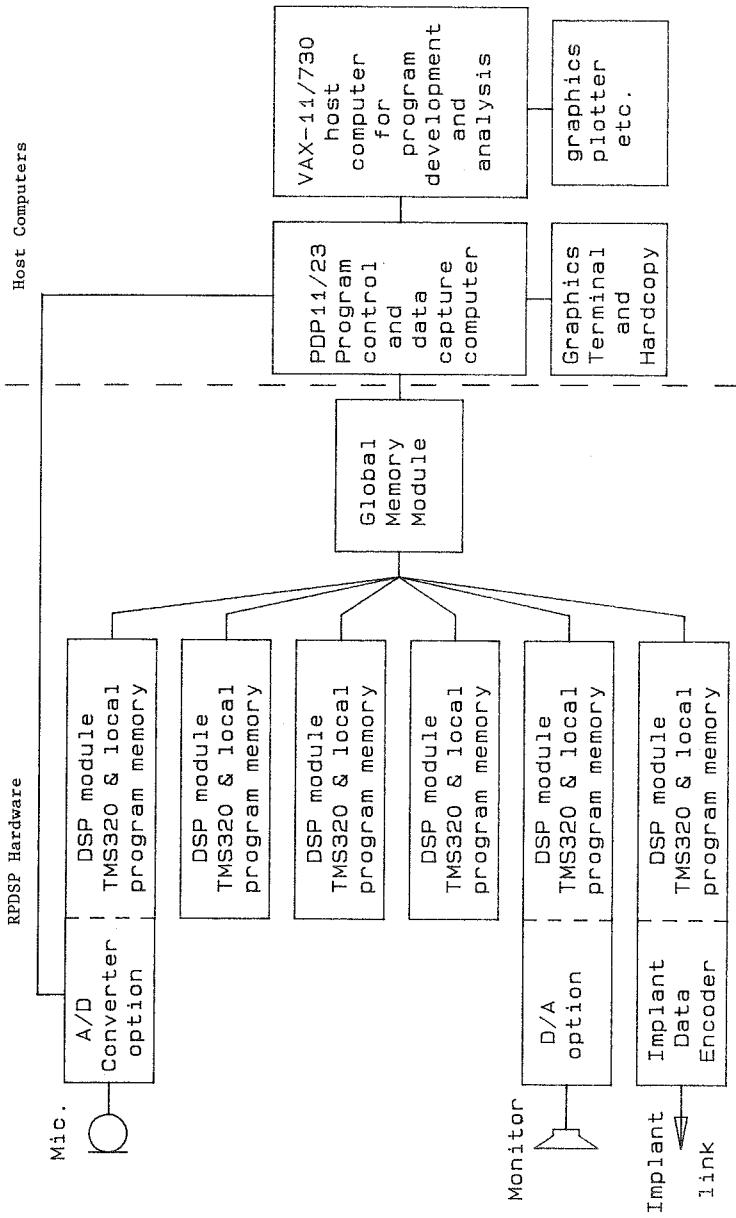 RPDSP Hardware
Host Computers
Mic.
A/D
Converter
option
DSP module
TMS320 & local
program memory
DSP module
TMS320 & local
program memory
DSP module
TMS320 & local
program memory
DSP module
TMS320 & local
program memory
Monitor
D/A
option
DSP module
TMS320 & local
program memory
Implant
link
Implant
Data
Encoder
DSP module
TMS320 & local
program memory
Global
Memory
Module
PDP11/23
Program
control
and
data
capture
computer
Graphics
Terminal
and
Hardcopy
VAX-11/730
host
computer
for
program
development
and
analysis
graphics
plotter
etc.